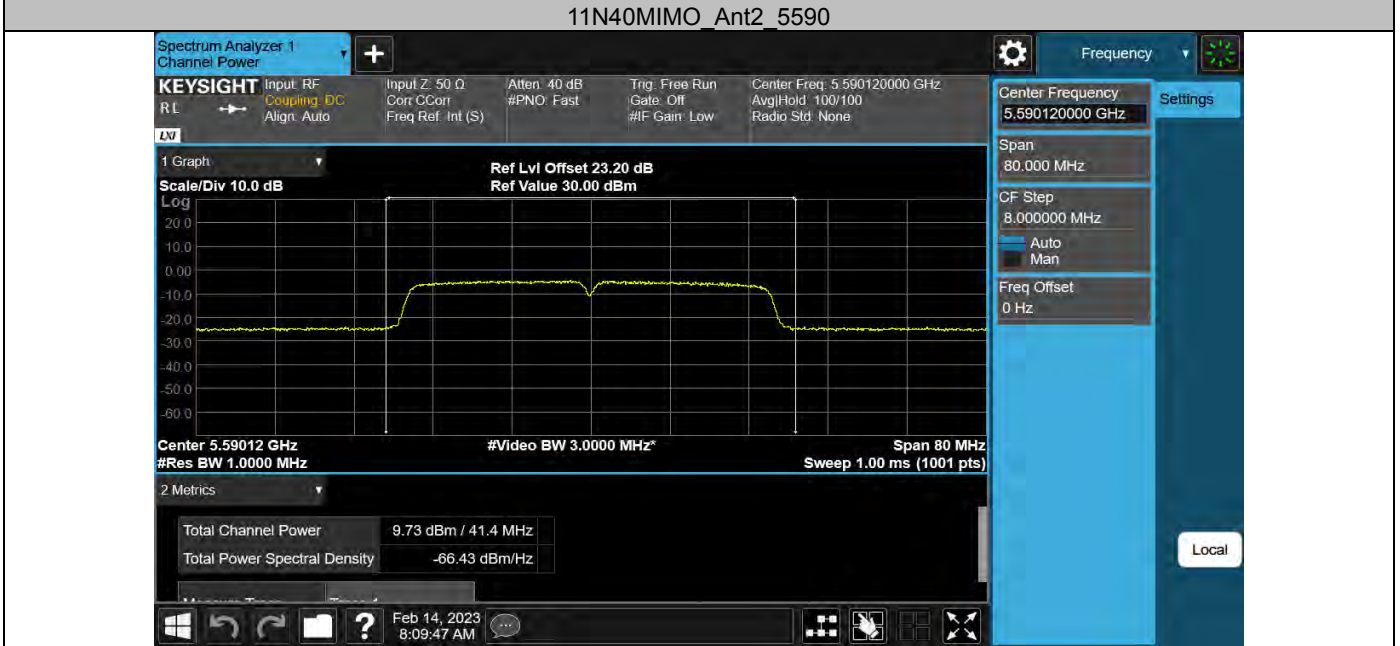 11N40MIMO_Ant2_5590
Spectrum Analyzer 1
Channel Power
Frequency
KEYSIGHT
R L
LXI
Input: RF
Coupling: DC
Align: Auto
Input Z: 50 Ω
Corr CCorr
Freq Ref: Int (S)
Atten: 40 dB
#PNO: Fast
Trig: Free Run
Gate: Off
#IF Gain: Low
Center Freq: 5.590120000 GHz
Avg|Hold: 100/100
Radio Std: None
Center Frequency
5.590120000 GHz
Settings
Span
80.000 MHz
CF Step
8.000000 MHz
Auto
Man
Freq Offset
0 Hz
Local
1 Graph
Scale/Div 10.0 dB
Ref Lvl Offset 23.20 dB
Ref Value 30.00 dBm
Log
20.0
10.0
0.00
-10.0
-20.0
-30.0
-40.0
-50.0
-60.0
Center 5.59012 GHz
#Video BW 3.0000 MHz*
Span 80 MHz
#Res BW 1.0000 MHz
Sweep 1.00 ms (1001 pts)
2 Metrics
Total Channel Power 9.73 dBm / 41.4 MHz
Total Power Spectral Density -66.43 dBm/Hz
?
Feb 14, 2023
8:09:47 AM